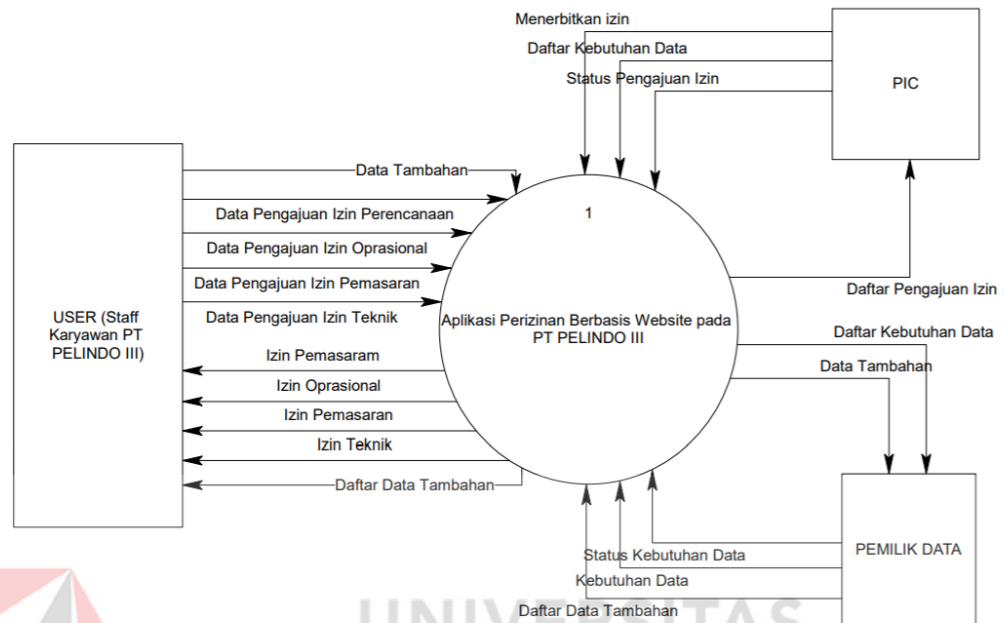 Menerbitkan izin
Daftar Kebutuhan Data
Status Pengajuan Izin
PIC
Data Tambahan
Data Pengajuan Izin Perencanaan
Data Pengajuan Izin Oprasional
Data Pengajuan Izin Pemasaran
Data Pengajuan Izin Teknik
USER (Staff
Karyawan PT
PELINDO III)
1
Aplikasi Perizinan Berbasis Website pada
PT PELINDO III
Daftar Pengajuan Izin
Daftar Kebutuhan Data
Data Tambahan
Izin Pemasaram
Izin Oprasional
Izin Pemasaran
Izin Teknik
Daftar Data Tambahan
PEMILIK DATA
Status Kebutuhan Data
Kebutuhan Data
Daftar Data Tambahan
UNIVERSITAS